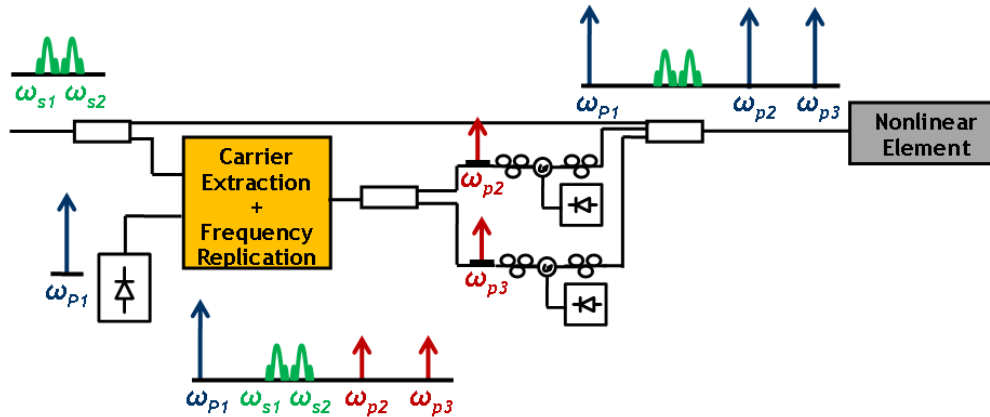 ωs1 ωs2
ωP1 ωp2 ωp3
Nonlinear
Element
Carrier
Extraction
+
Frequency
Replication
ωp2
ωP1
ωp3
ωP1 ωs1 ωs2 ωp2 ωp3